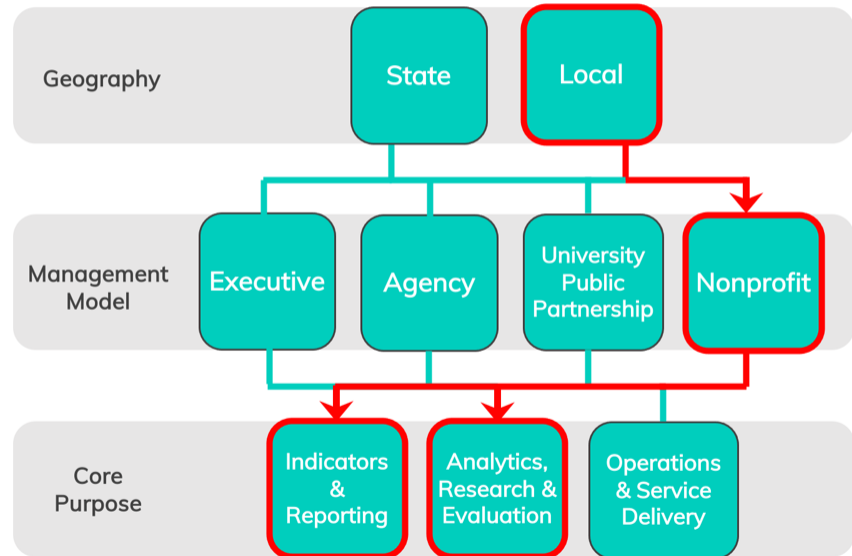 Geography
State
Local
Management
Model
Executive
Agency
University
Public
Partnership
Nonprofit
Core
Purpose
Indicators
&
Reporting
Analytics,
Research &
Evaluation
Operations
& Service
Delivery